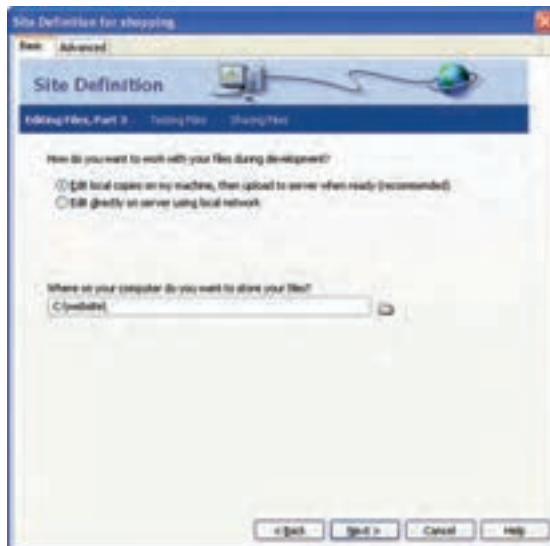 Site Definition for shopping
Basic Advanced
Site Definition
Editing Files, Part 3 Testing Files Sharing Files
How do you want to work with your files during development?
Edit local copies on my machine, then upload to server when ready (recommended)
Edit directly on server using local network
Where on your computer do you want to store your files?
C:\website\
< Back Next > Cancel Help